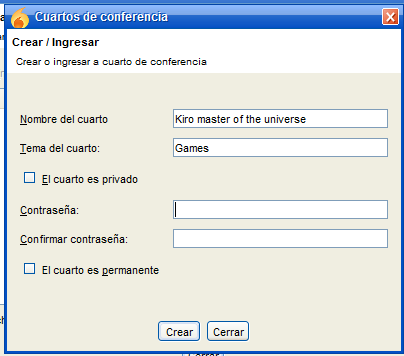 Cuartos de conferencia
Crear / Ingresar
Crear o ingresar a cuarto de conferencia
Nombre del cuarto
Kiro master of the universe
Tema del cuarto:
Games
El cuarto es privado
Contraseña:
Confirmar contraseña:
El cuarto es permanente
Crear
Cerrar